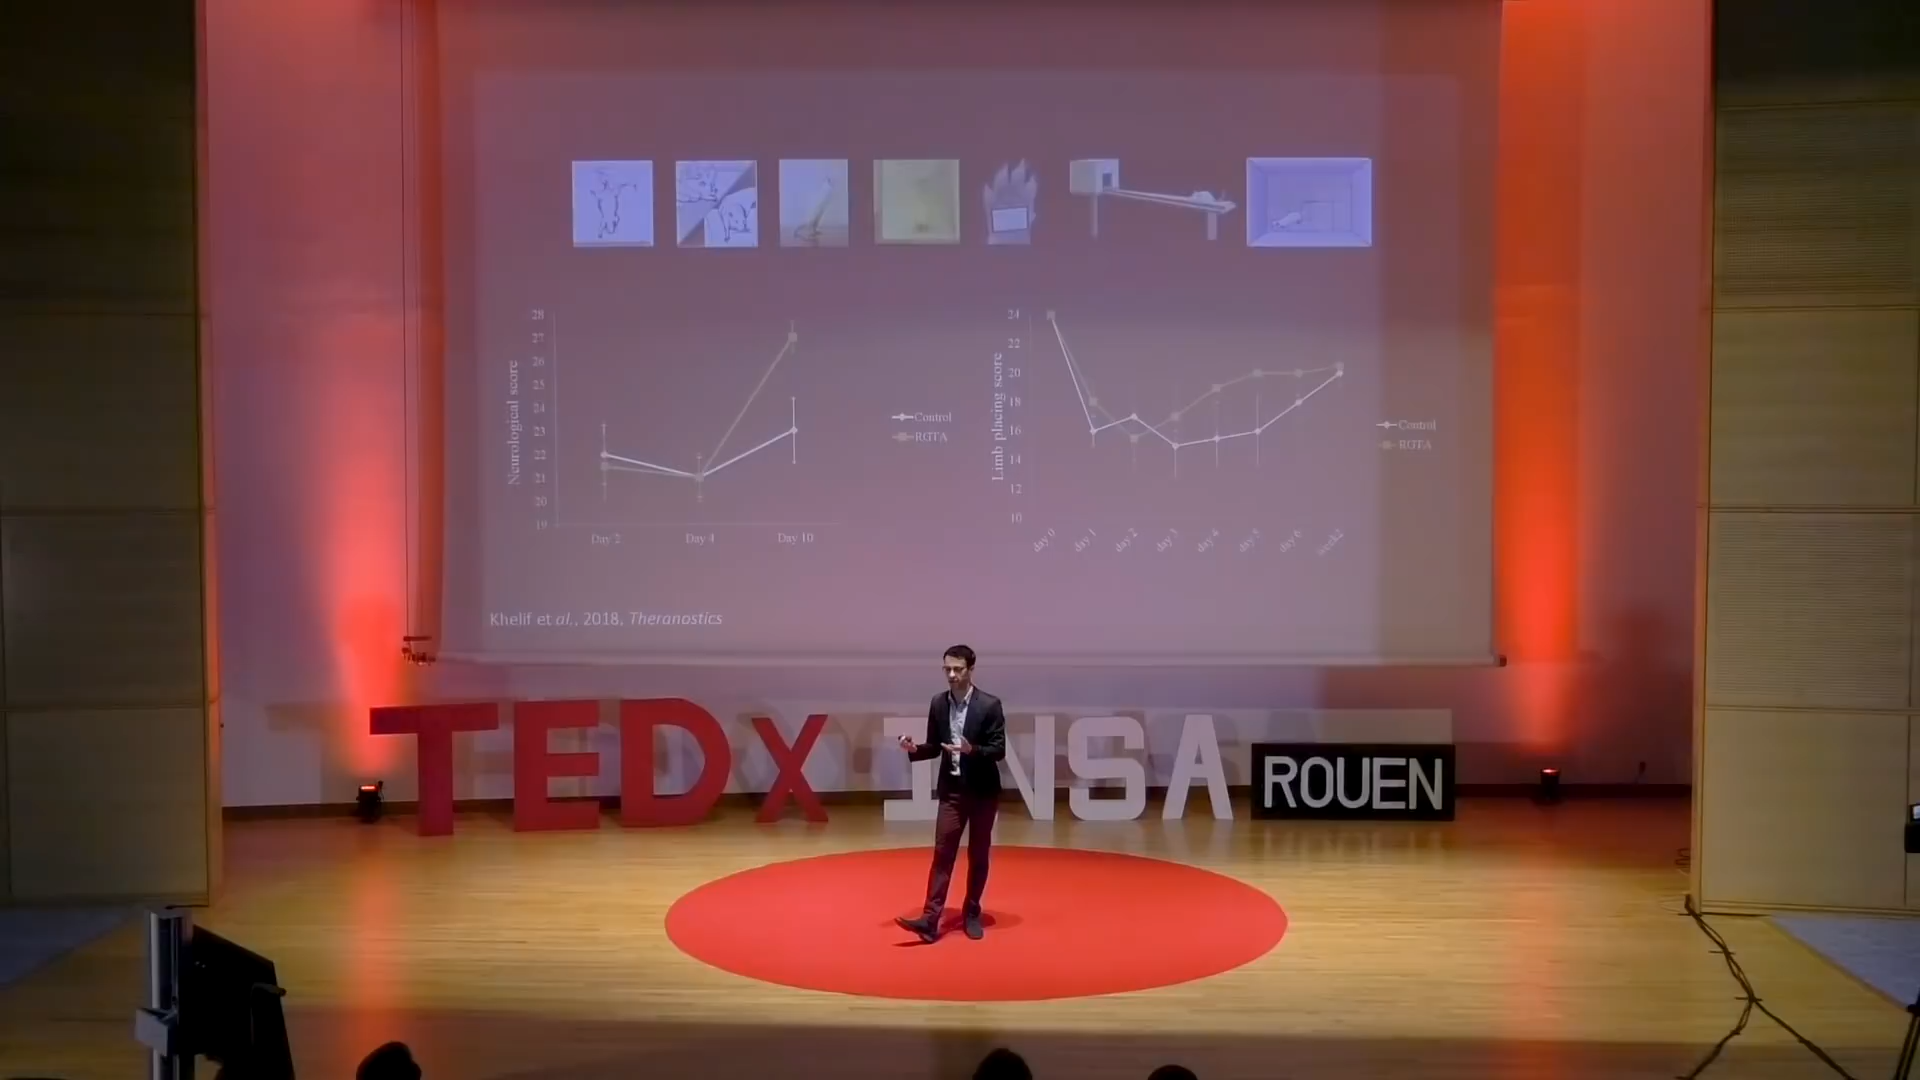 28
27
26
25
24
23
22
21
20
19
Neurological score
Day 2
Day 4
Day 10
Control
RGTA
24
22
20
18
16
14
12
10
Limb placing score
day 0
day 1
day 2
day 3
day 4
day 5
day 6
week2
Control
RGTA
Khelif et al., 2018, Theranostics
TEDx INSA ROUEN